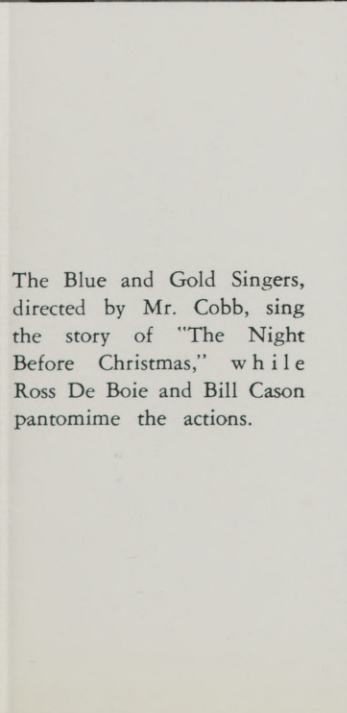 The Blue and Gold Singers,
directed by Mr. Cobb, sing
the story of "The Night
Before Christmas," while
Ross De Boie and Bill Cason
pantomime the actions.